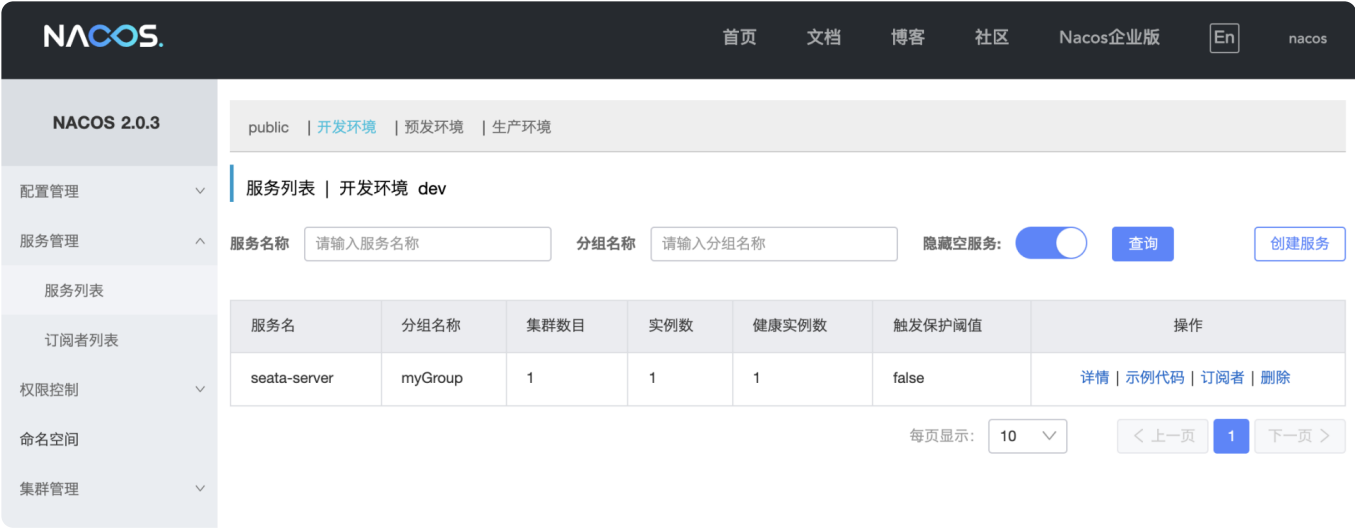 NACOS. 首页 文档 博客 社区 Nacos企业版 En nacos
NACOS 2.0.3
配置管理
服务管理
服务列表
订阅者列表
权限控制
命名空间
集群管理
public | 开发环境 | 预发环境 | 生产环境
服务列表 | 开发环境 dev
服务名称 请输入服务名称 分组名称 请输入分组名称 隐藏空服务: 查询 创建服务
服务名 分组名称 集群数目 实例数 健康实例数 触发保护阈值 操作
seata-server myGroup 1 1 1 false 详情 | 示例代码 | 订阅者 | 删除
每页显示: 10 < 上一页 1 下一页 >